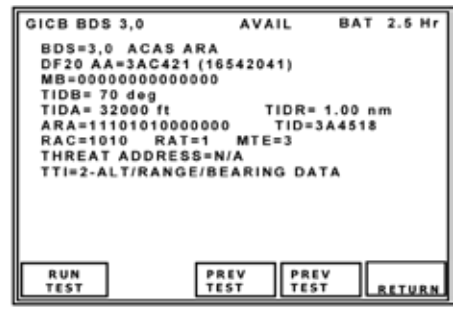 GICB BDS 3,0 AVAIL BAT 2.5 Hr
BDS=3,0 ACAS ARA
DF20 AA=3AC421 (16542041)
MB=00000000000000
TIDB= 70 deg
TIDA= 32000 ft TIDR= 1.00 nm
ARA=11101010000000 TID=3A4518
RAC=1010 RAT=1 MTE=3
THREAT ADDRESS=N/A
TTI=2-ALT/RANGE/BEARING DATA
RUN TEST PREV TEST PREV TEST RETURN